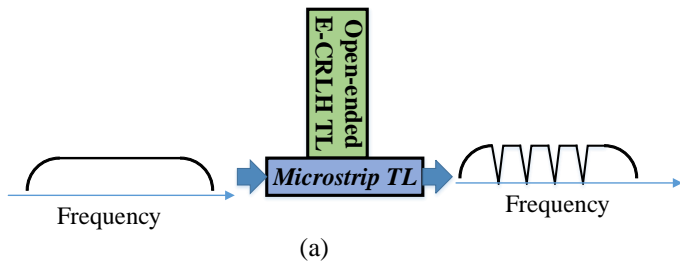 Open-ended
E-CRLH TL
Microstrip TL
Frequency
Frequency
(a)